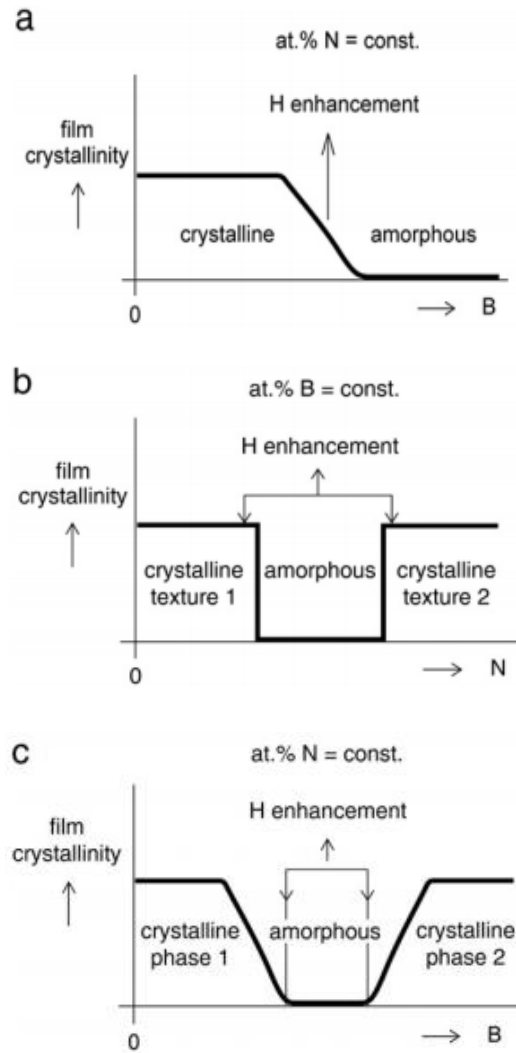 a
at.% N = const.
H enhancement
film
crystallinity
crystalline
amorphous
0
B
b
at.% B = const.
H enhancement
film
crystallinity
crystalline
texture 1
amorphous
crystalline
texture 2
0
N
c
at.% N = const.
H enhancement
film
crystallinity
crystalline
phase 1
amorphous
crystalline
phase 2
0
B